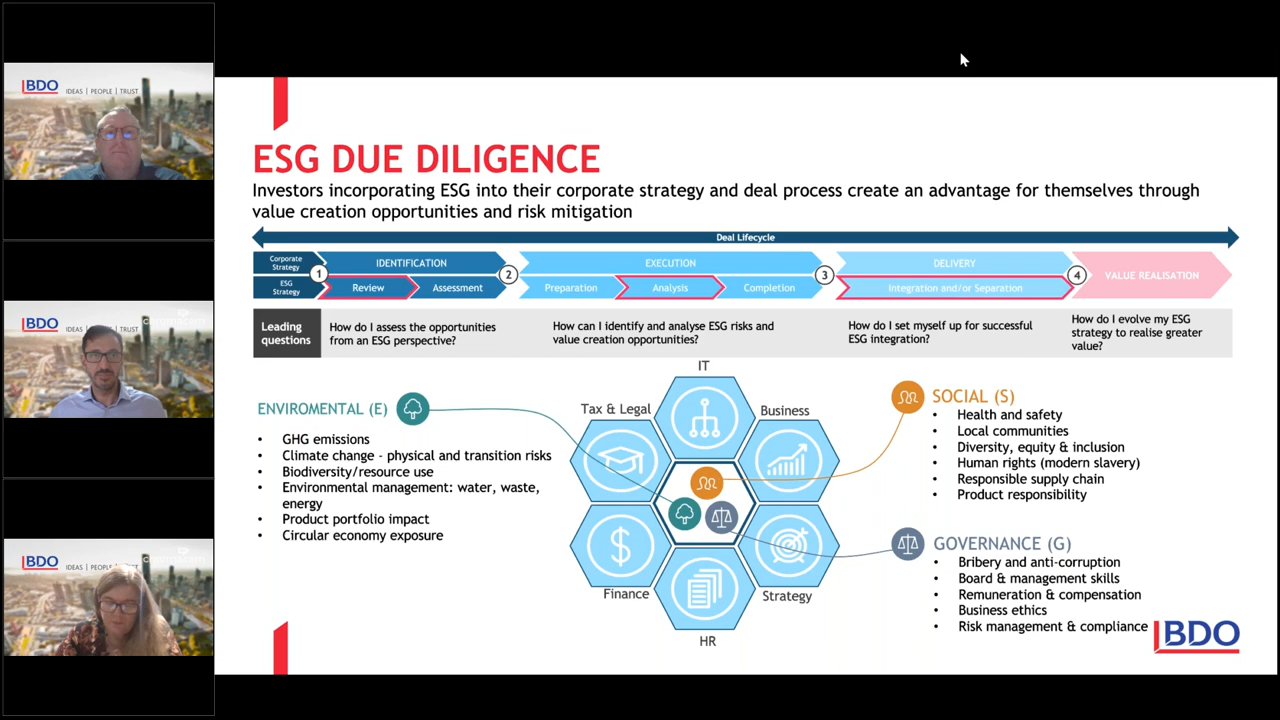 BDO
IDEAS | PEOPLE | TRUST
BDO
IDEAS | PEOPLE
BDO
IDEAS | PEOPLE
ESG DUE DILIGENCE
Investors incorporating ESG into their corporate strategy and deal process create an advantage for themselves through
value creation opportunities and risk mitigation
Deal Lifecycle
Corporate
Strategy
1
IDENTIFICATION
2
EXECUTION
3
DELIVERY
4
VALUE REALISATION
ESG
Strategy
Review
Assessment
Preparation
Analysis
Completion
Integration and/or Separation
Leading
questions
How do I assess the opportunities
from an ESG perspective?
How can I identify and analyse ESG risks and
value creation opportunities?
How do I set myself up for successful
ESG integration?
How do I evolve my ESG
strategy to realise greater
value?
ENVIROMENTAL (E)
• GHG emissions
• Climate change - physical and transition risks
• Biodiversity/resource use
• Environmental management: water, waste,
energy
• Product portfolio impact
• Circular economy exposure
IT
Tax & Legal
Business
$
Finance
Strategy
HR
SOCIAL (S)
• Health and safety
• Local communities
• Diversity, equity & inclusion
• Human rights (modern slavery)
• Responsible supply chain
• Product responsibility
GOVERNANCE (G)
• Bribery and anti-corruption
• Board & management skills
• Remuneration & compensation
• Business ethics
• Risk management & compliance
BDO